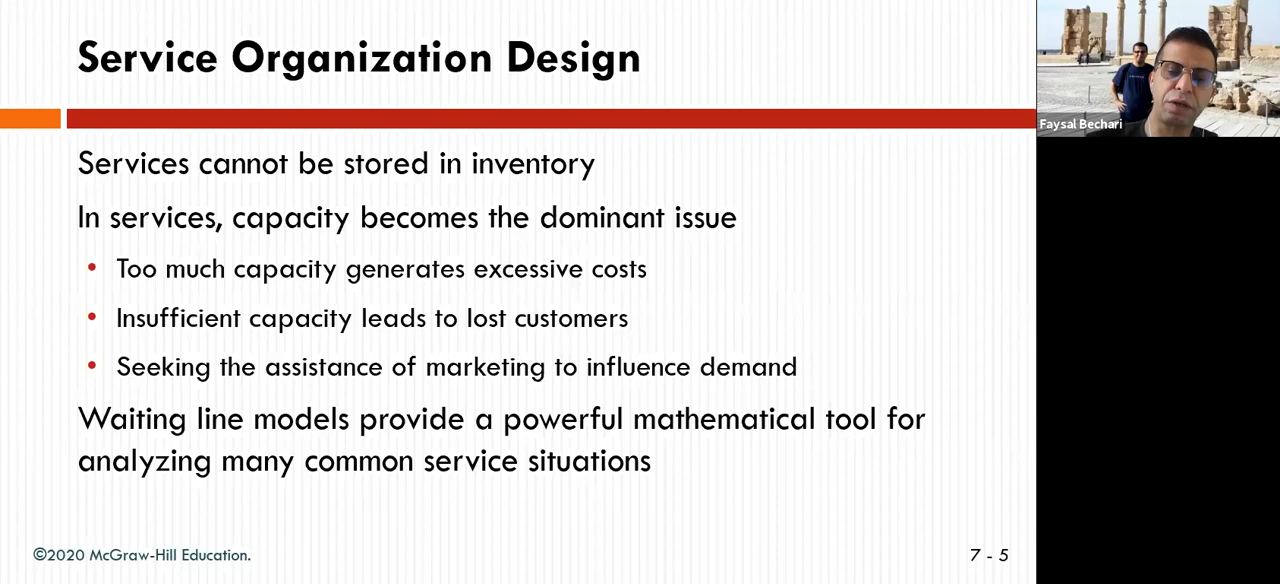 Service Organization Design
Faysal Bechari
Services cannot be stored in inventory
In services, capacity becomes the dominant issue
• Too much capacity generates excessive costs
• Insufficient capacity leads to lost customers
• Seeking the assistance of marketing to influence demand
Waiting line models provide a powerful mathematical tool for
analyzing many common service situations
©2020 McGraw-Hill Education.
7 - 5